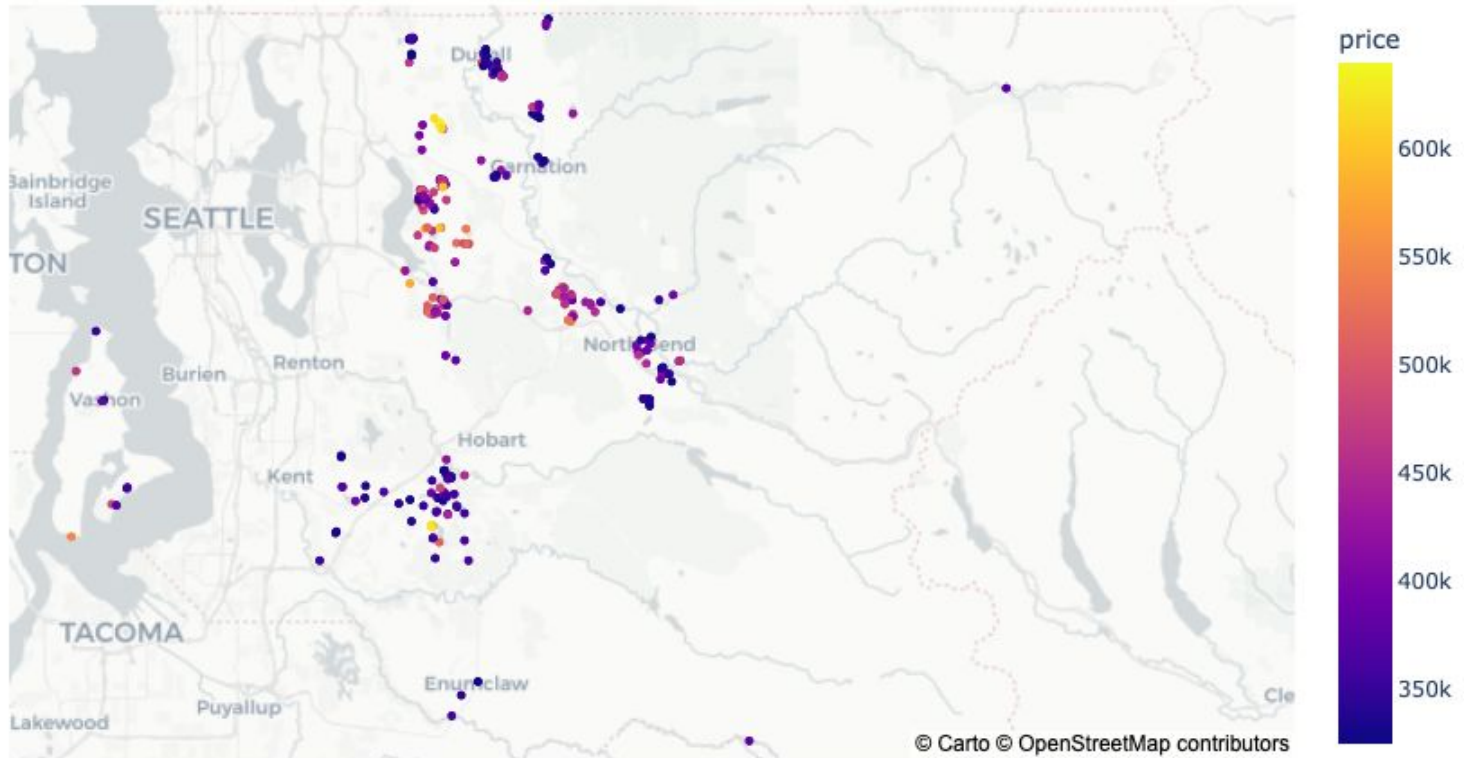 price
Duvall
600k
Carnation
Bainbridge
Island
SEATTLE
550k
TON
500k
North Bend
Renton
Burien
Vashon
450k
Hobart
Kent
400k
TACOMA
350k
Enumclaw
Puyallup
Cle
Lakewood
© Carto © OpenStreetMap contributors